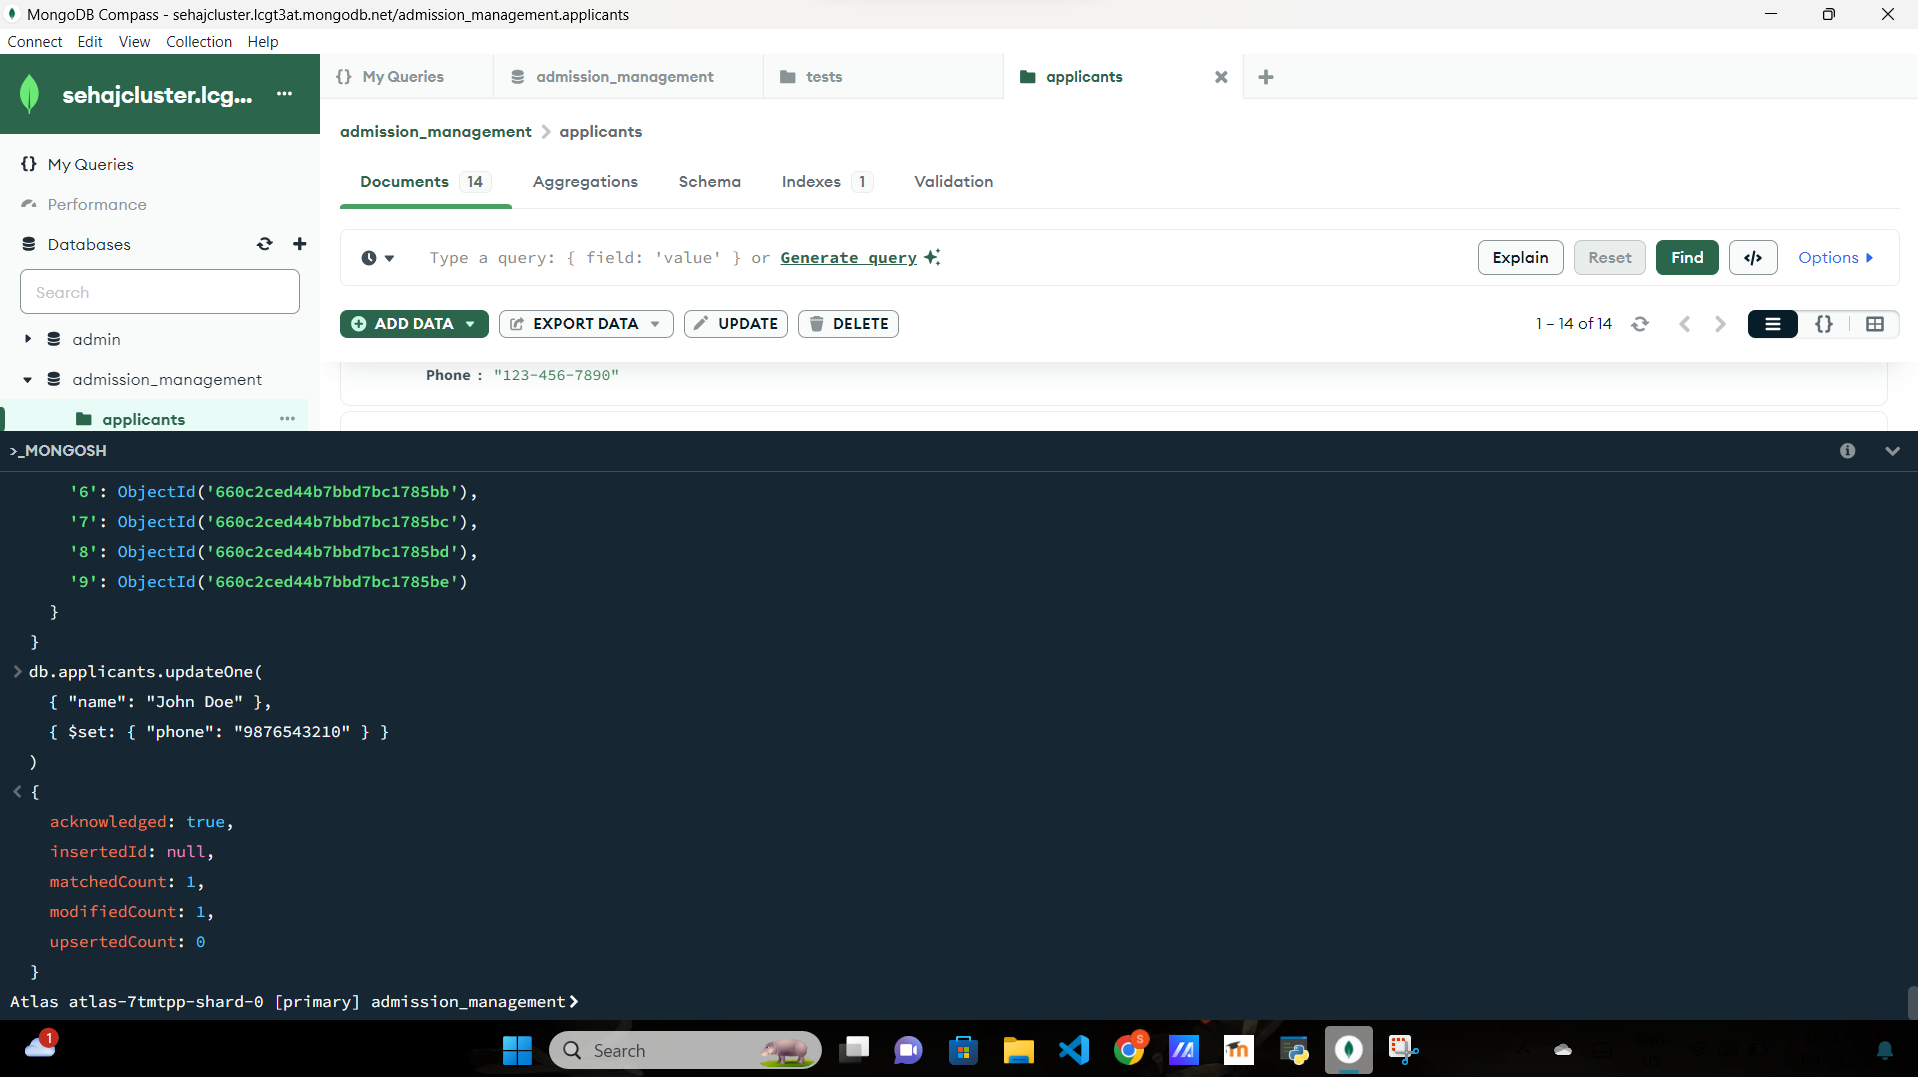 MongoDB Compass - sehajcluster.lcgt3at.mongodb.net/admission_management.applicants
Connect Edit View Collection Help
sehajcluster.lcg... ...
My Queries
Performance
Databases
Search
admin
admission_management
applicants ...
{} My Queries
admission_management
tests
applicants
admission_management > applicants
Documents 14 Aggregations Schema Indexes 1 Validation
Type a query: { field: 'value' } or Generate query
Explain Reset Find </> Options
ADD DATA EXPORT DATA UPDATE DELETE
1 – 14 of 14
{}
Phone : "123-456-7890"
>_MONGOSH
'6': ObjectId('660c2ced44b7bbd7bc1785bb'),
'7': ObjectId('660c2ced44b7bbd7bc1785bc'),
'8': ObjectId('660c2ced44b7bbd7bc1785bd'),
'9': ObjectId('660c2ced44b7bbd7bc1785be')
}
}
> db.applicants.updateOne(
{ "name": "John Doe" },
{ $set: { "phone": "9876543210" } }
)
< {
acknowledged: true,
insertedId: null,
matchedCount: 1,
modifiedCount: 1,
upsertedCount: 0
}
Atlas atlas-7tmtpp-shard-0 [primary] admission_management>
1
Search
S
m